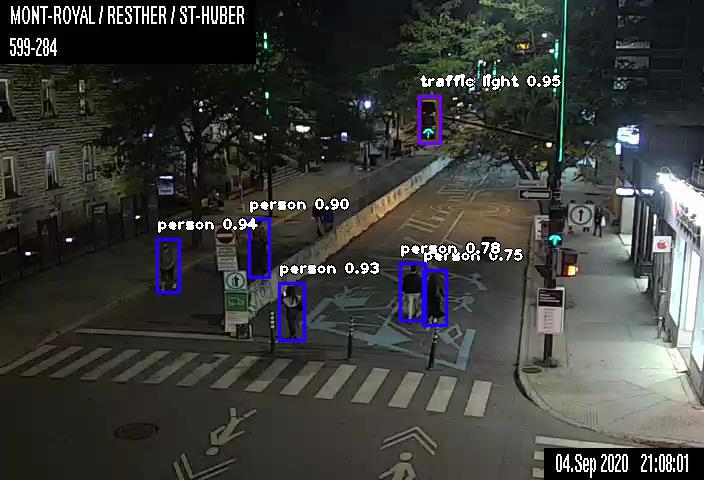 MONT-ROYAL / RESTHER / ST-HUBER
599-284
traffic light 0.95
person 0.90
person 0.94
person 0.78
person 0.75
person 0.93
04.Sep 2020 21:08:01